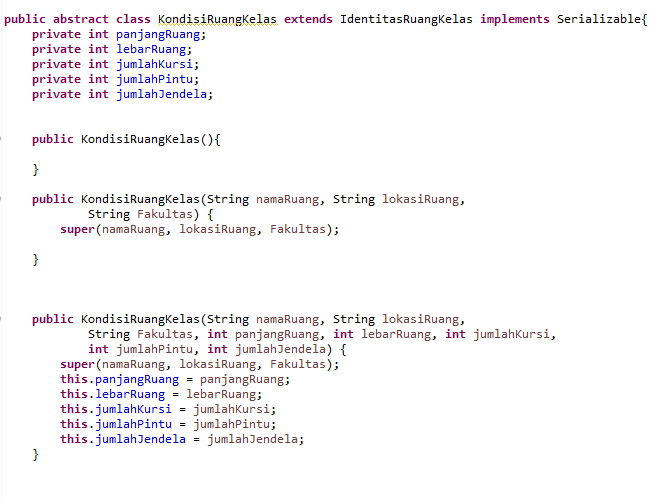 public abstract class KondisiRuangKelas extends IdentitasRuangKelas implements Serializable{
    private int panjangRuang;
    private int lebarRuang;
    private int jumlahKursi;
    private int jumlahPintu;
    private int jumlahJendela;
    public KondisiRuangKelas(){
    }
    public KondisiRuangKelas(String namaRuang, String lokasiRuang,
            String Fakultas) {
        super(namaRuang, lokasiRuang, Fakultas);
    }
    public KondisiRuangKelas(String namaRuang, String lokasiRuang,
            String Fakultas, int panjangRuang, int lebarRuang, int jumlahKursi,
            int jumlahPintu, int jumlahJendela) {
        super(namaRuang, lokasiRuang, Fakultas);
        this.panjangRuang = panjangRuang;
        this.lebarRuang = lebarRuang;
        this.jumlahKursi = jumlahKursi;
        this.jumlahPintu = jumlahPintu;
        this.jumlahJendela = jumlahJendela;
    }